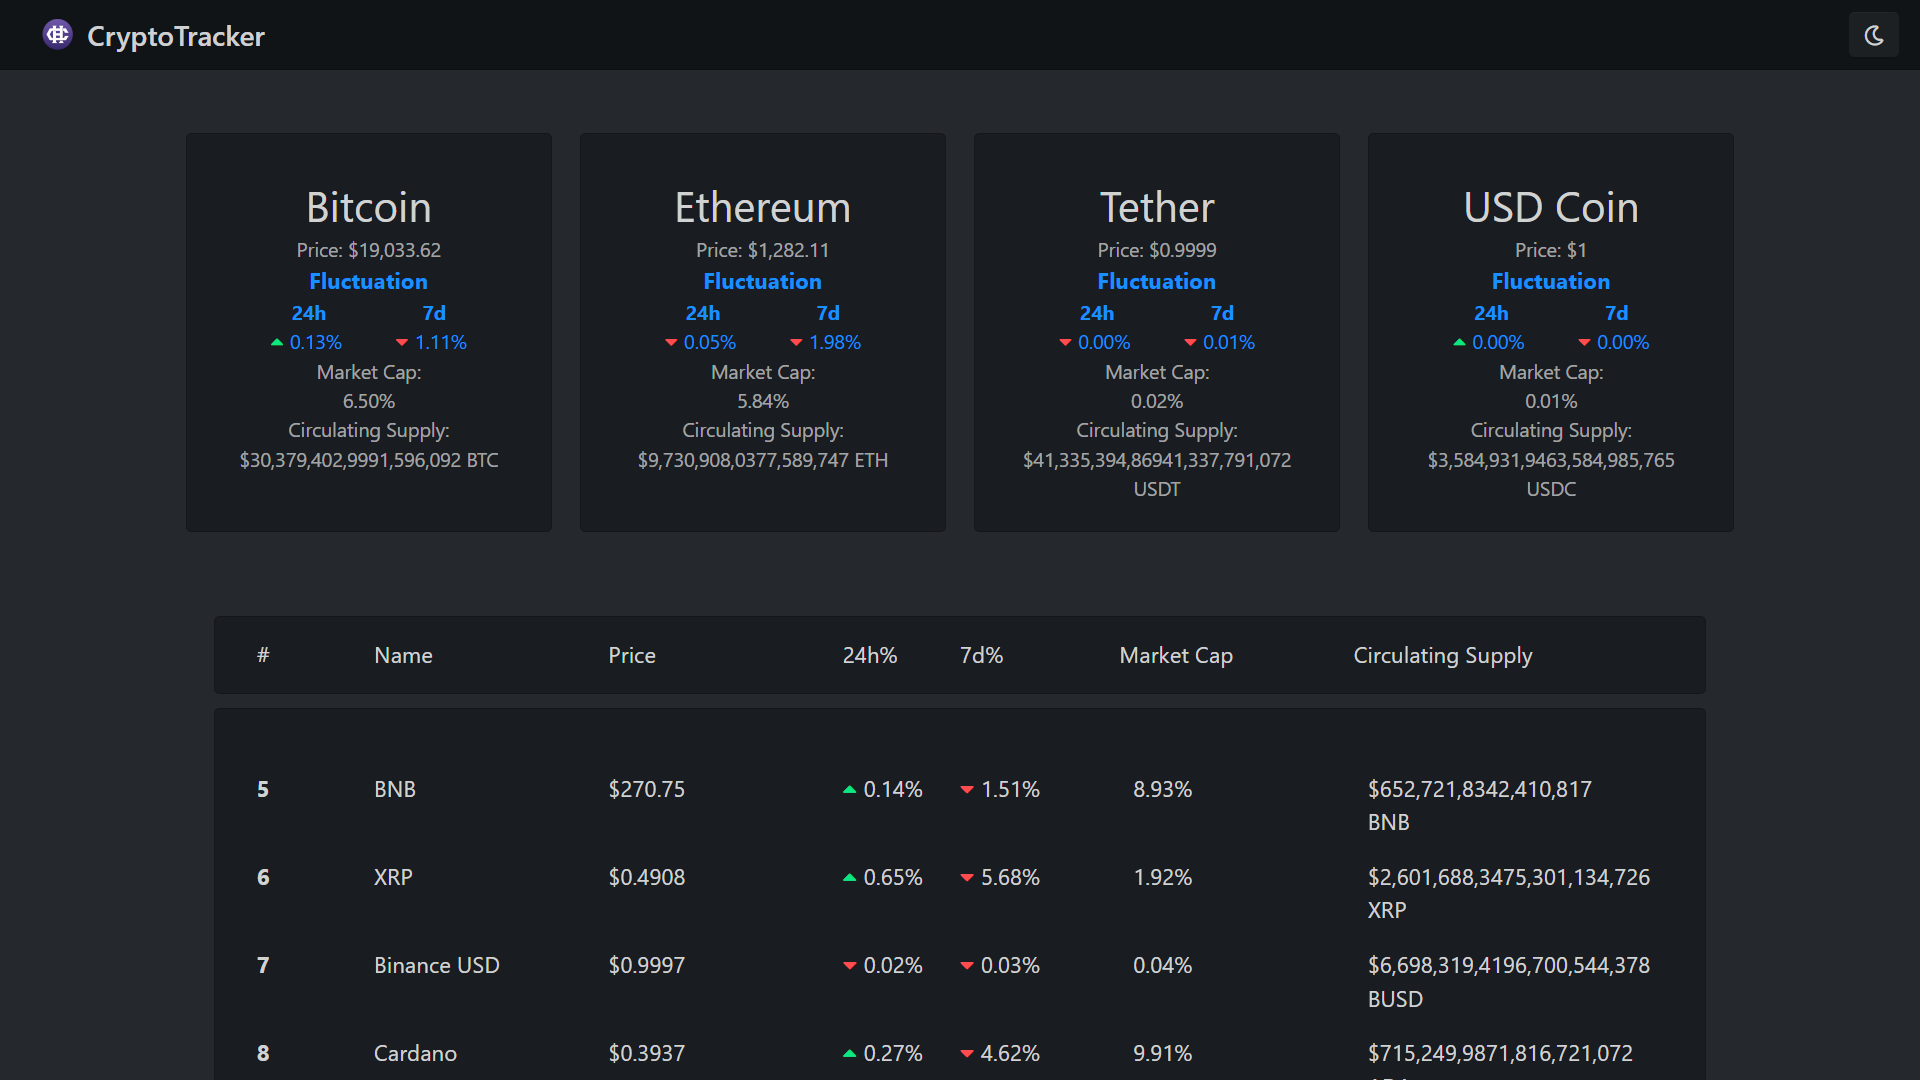 CryptoTracker
Bitcoin
Price: $19,033.62
Fluctuation
24h 7d
0.13% 1.11%
Market Cap:
6.50%
Circulating Supply:
$30,379,402,9991,596,092 BTC
Ethereum
Price: $1,282.11
Fluctuation
24h 7d
0.05% 1.98%
Market Cap:
5.84%
Circulating Supply:
$9,730,908,0377,589,747 ETH
Tether
Price: $0.9999
Fluctuation
24h 7d
0.00% 0.01%
Market Cap:
0.02%
Circulating Supply:
$41,335,394,86941,337,791,072
USDT
USD Coin
Price: $1
Fluctuation
24h 7d
0.00% 0.00%
Market Cap:
0.01%
Circulating Supply:
$3,584,931,9463,584,985,765
USDC
# Name Price 24h% 7d% Market Cap Circulating Supply
5 BNB $270.75 0.14% 1.51% 8.93% $652,721,8342,410,817
BNB
6 XRP $0.4908 0.65% 5.68% 1.92% $2,601,688,3475,301,134,726
XRP
7 Binance USD $0.9997 0.02% 0.03% 0.04% $6,698,319,4196,700,544,378
BUSD
8 Cardano $0.3937 0.27% 4.62% 9.91% $715,249,9871,816,721,072